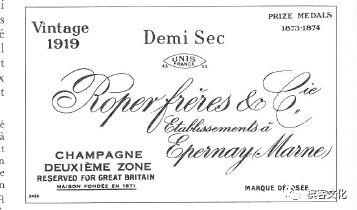 Vintage
1919
Demi Sec
PRIZE MEDALS
1873-1874
UNIS
FRANCE
Roper frères & Cie
Etablissements à
Epernay (Marne)
CHAMPAGNE
DEUXIÈME ZONE
RESERVED FOR GREAT BRITAIN
MAISON FONDÉE EN 1871
MARQUE DÉPOSÉE